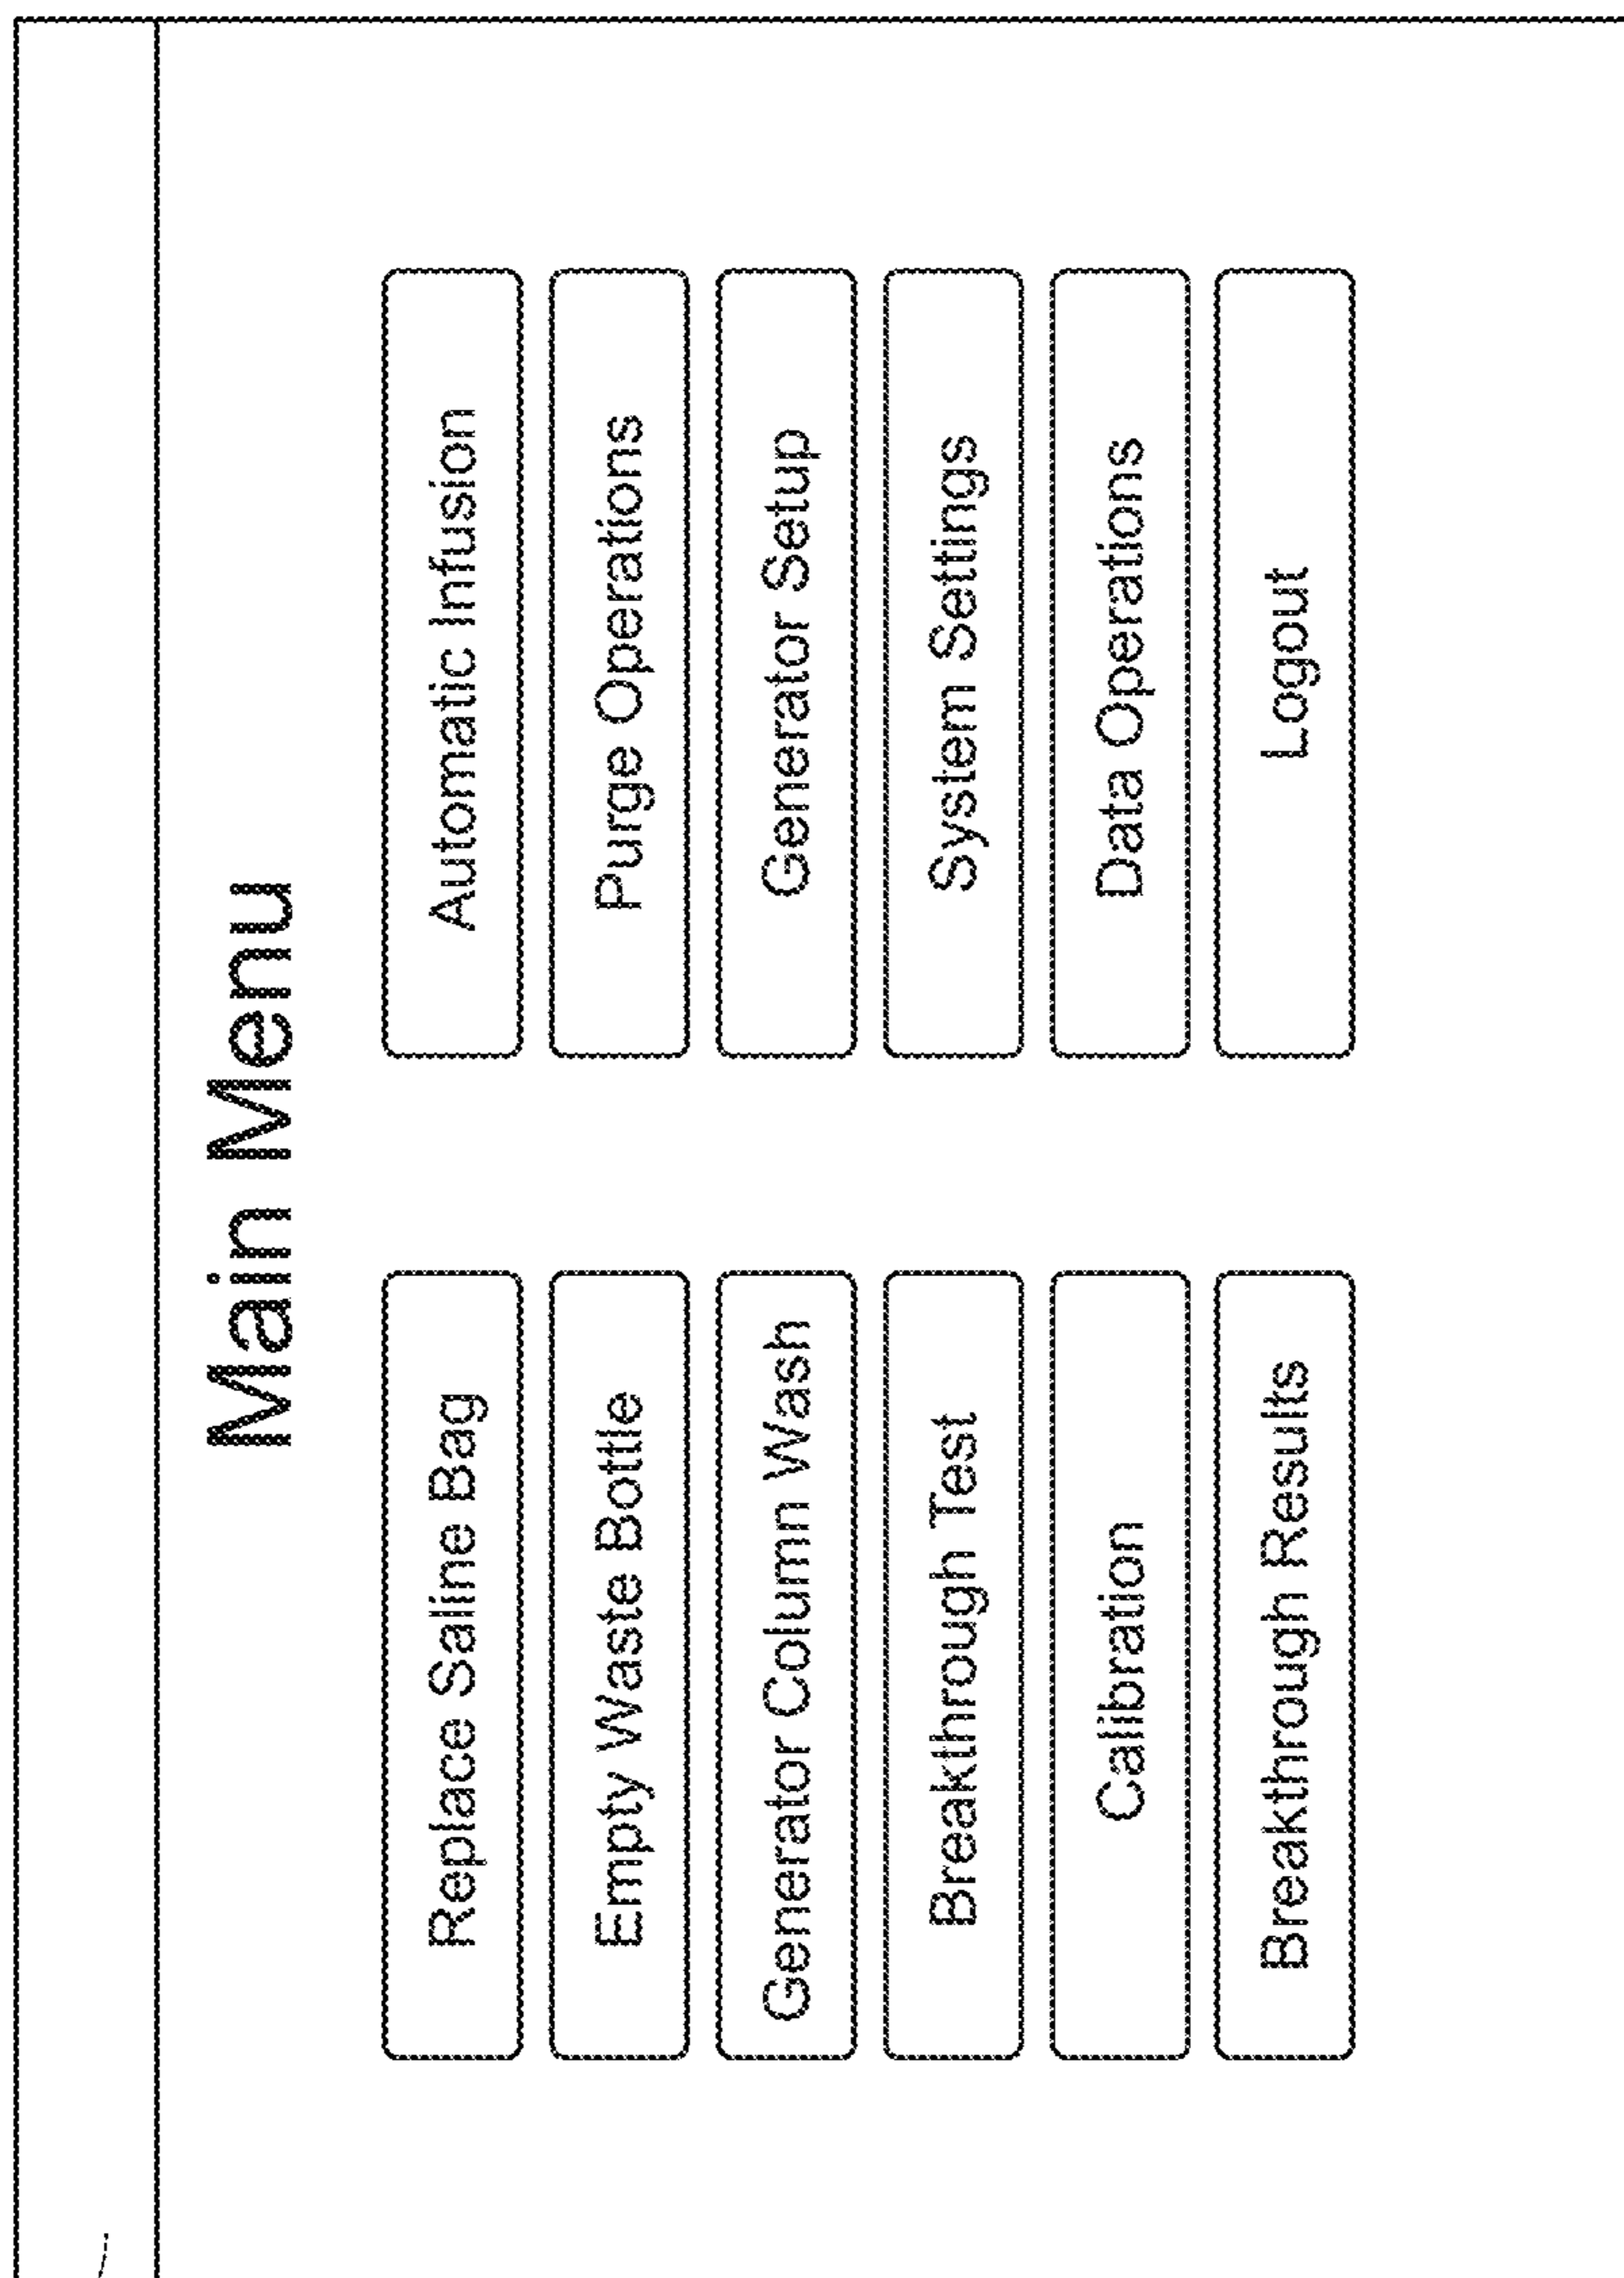 Main Menu
Replace Saline Bag
Automatic Infusion
Empty Waste Bottle
Purge Operations
Generator Column Wash
Generator Setup
Breakthrough Test
System Settings
Calibration
Data Operations
Breakthrough Results
Logout